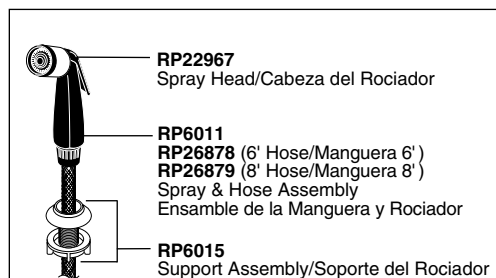 RP22967
Spray Head/Cabeza del Rociador
RP6011
RP26878 (6' Hose/Manguera 6')
RP26879 (8' Hose/Manguera 8')
Spray & Hose Assembly
Ensamble de la Manguera y Rociador
RP6015
Support Assembly/Soporte del Rociador